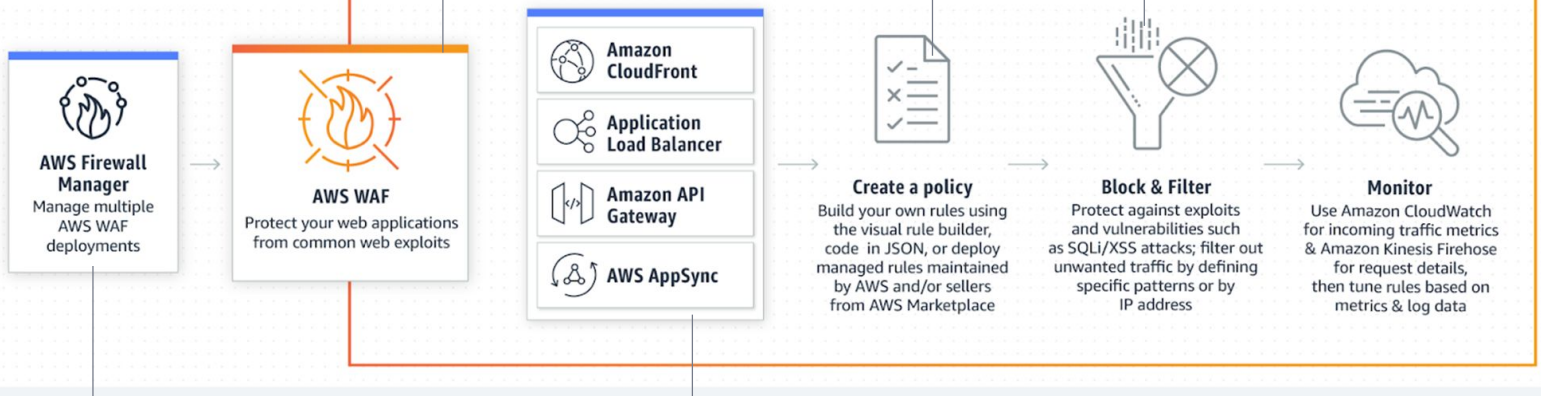 AWS Firewall
Manager
Manage multiple
AWS WAF
deployments
AWS WAF
Protect your web applications
from common web exploits
Amazon
CloudFront
Application
Load Balancer
Amazon API
Gateway
AWS AppSync
Create a policy
Build your own rules using
the visual rule builder,
code in JSON, or deploy
managed rules maintained
by AWS and/or sellers
from AWS Marketplace
Block & Filter
Protect against exploits
and vulnerabilities such
as SQLi/XSS attacks; filter out
unwanted traffic by defining
specific patterns or by
IP address
Monitor
Use Amazon CloudWatch
for incoming traffic metrics
& Amazon Kinesis Firehose
for request details,
then tune rules based on
metrics & log data